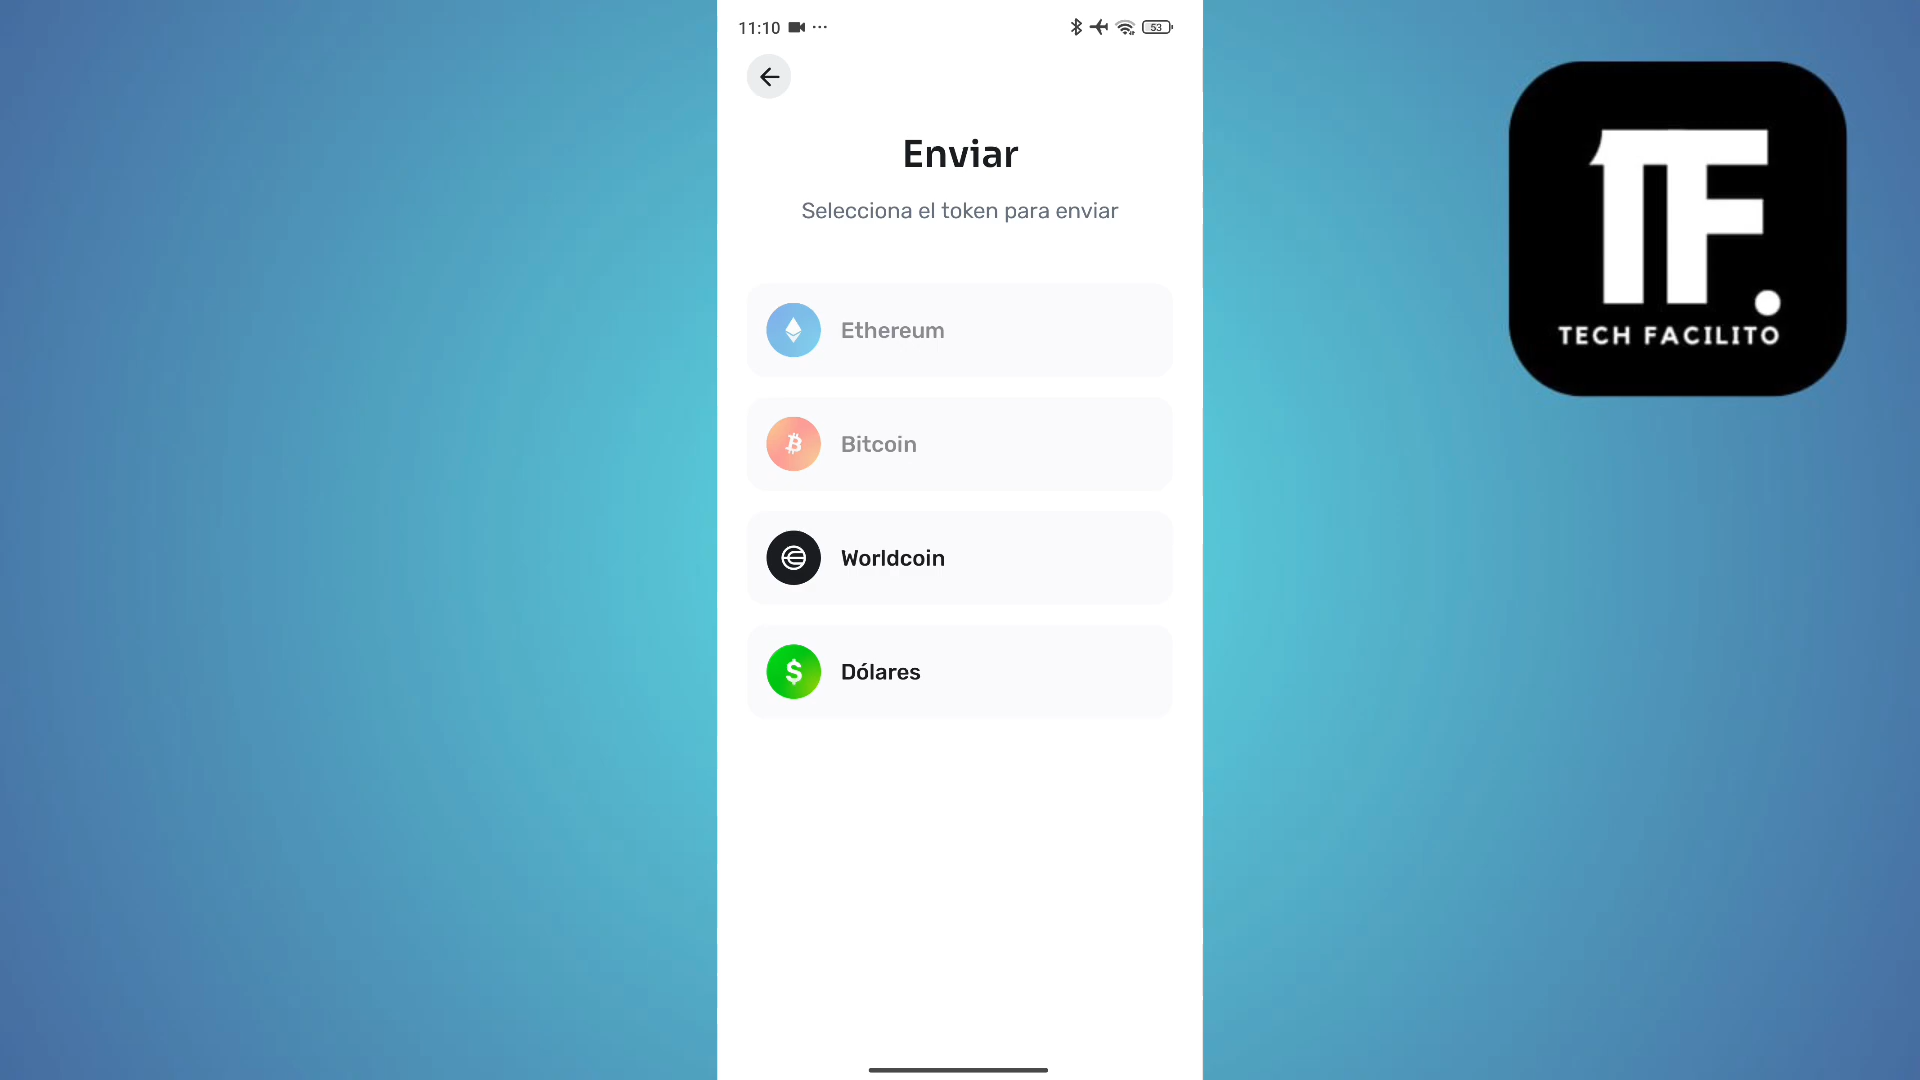 11:10
53
Enviar
Selecciona el token para enviar
Ethereum
Bitcoin
Worldcoin
Dólares
TF.
TECH FACILITO